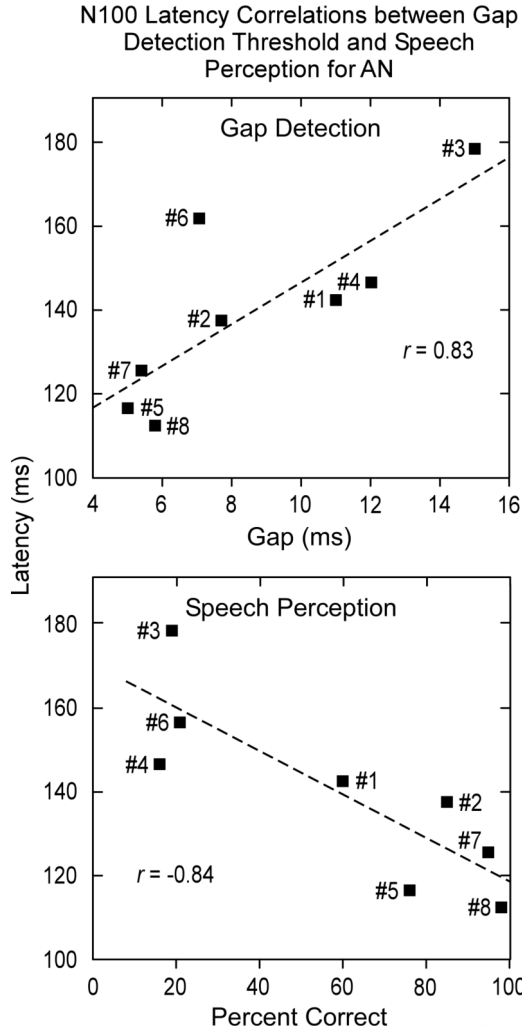 N100 Latency Correlations between Gap
Detection Threshold and Speech
Perception for AN
Gap Detection
180
160
140
120
100
#3
#6
#4
#1
#2
r = 0.83
#7
#5
#8
4 6 8 10 12 14 16
Gap (ms)
Latency (ms)
Speech Perception
180
160
140
120
100
#3
#6
#4
#1
#2
#7
r = -0.84
#5
#8
0 20 40 60 80 100
Percent Correct